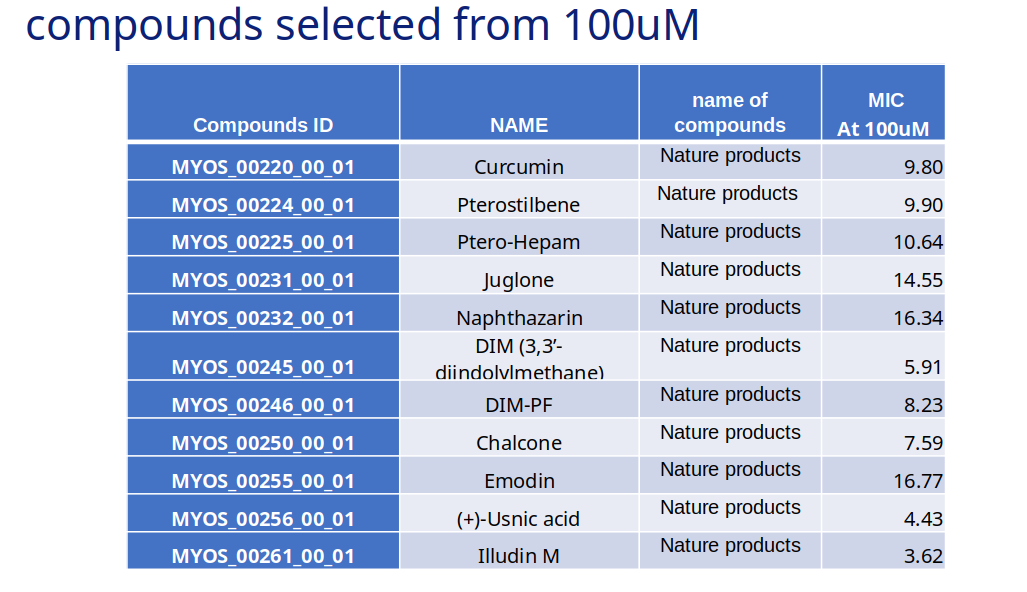 compounds selected from 100uM
Compounds ID NAME name of compounds MIC At 100uM
MYOS_00220_00_01 Curcumin Nature products 9.80
MYOS_00224_00_01 Pterostilbene Nature products 9.90
MYOS_00225_00_01 Ptero-Hepam Nature products 10.64
MYOS_00231_00_01 Juglone Nature products 14.55
MYOS_00232_00_01 Naphthazarin Nature products 16.34
MYOS_00245_00_01 DIM (3,3’-diindolylmethane) Nature products 5.91
MYOS_00246_00_01 DIM-PF Nature products 8.23
MYOS_00250_00_01 Chalcone Nature products 7.59
MYOS_00255_00_01 Emodin Nature products 16.77
MYOS_00256_00_01 (+)-Usnic acid Nature products 4.43
MYOS_00261_00_01 Illudin M Nature products 3.62